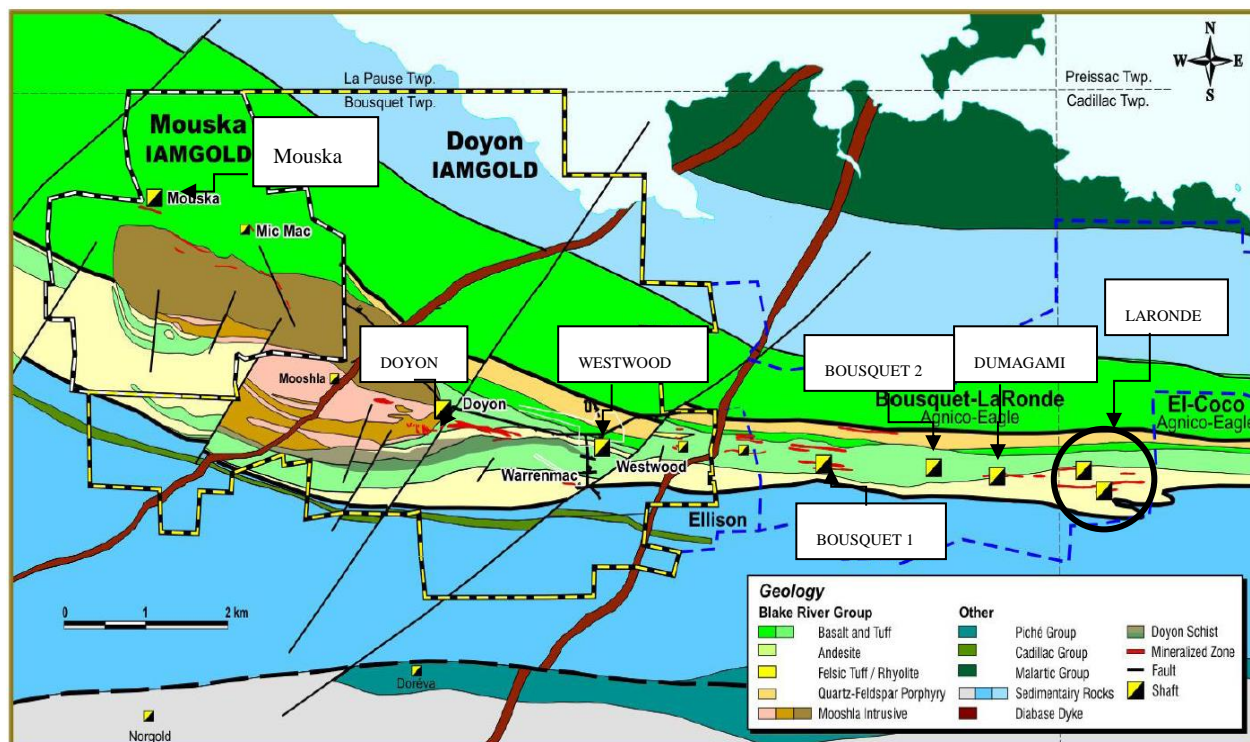 N
W E
S
La Pause Twp.
Bousquet Twp.
Preissac Twp.
Cadillac Twp.
Mouska
IAMGOLD
Mouska
Doyon
IAMGOLD
Mouska
Mic Mac
LARONDE
DOYON
WESTWOOD
BOUSQUET 2
DUMAGAMI
Mooshla
Doyon
Bousquet-LaRonde
Agnico-Eagle
El-Coco
Agnico-Eagle
Warrenmac
Westwood
Ellison
BOUSQUET 1
0 1 2 km
Doréva
Norgold
Geology
Blake River Group
Basalt and Tuff
Andesite
Felsic Tuff / Rhyolite
Quartz-Feldspar Porphyry
Mooshla Intrusive
Other
Piché Group
Cadillac Group
Malartic Group
Sedimentairy Rocks
Diabase Dyke
Doyon Schist
Mineralized Zone
Fault
Shaft